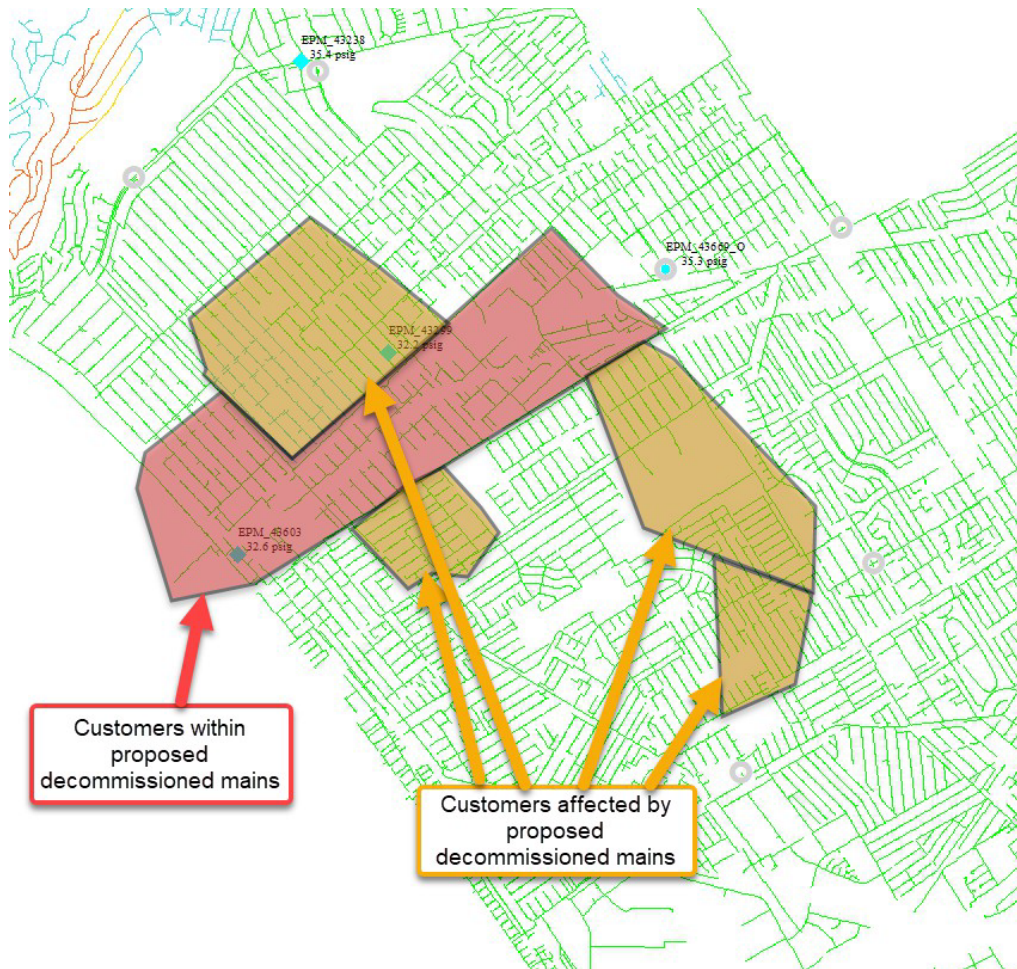 EPM_43238
35.4 psig
EPM_43669_O
35.3 psig
EPM_43299
32.2 psig
EPM_43603
32.6 psig
Customers within
proposed
decommissioned mains
Customers affected by
proposed
decommissioned mains